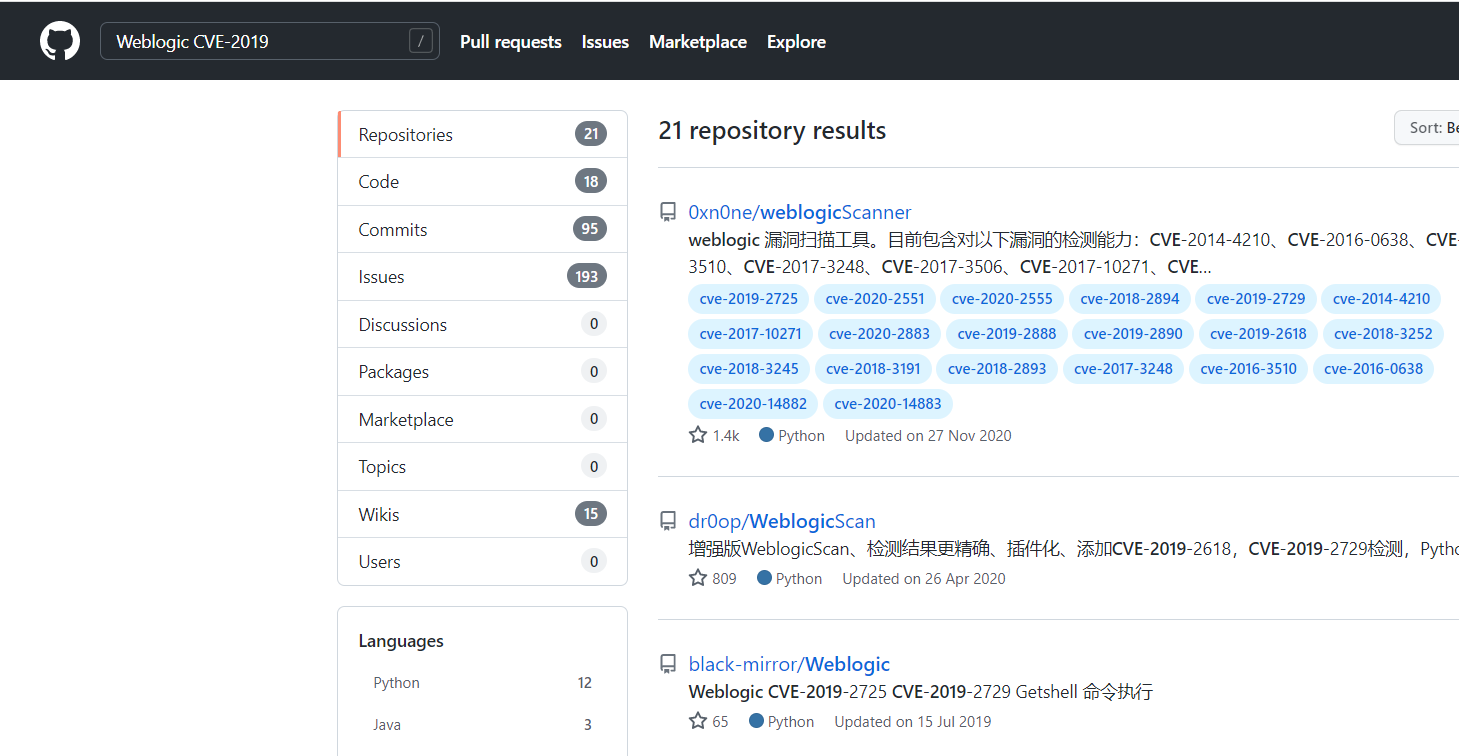 Weblogic CVE-2019 /
Pull requests Issues Marketplace Explore
Repositories 21
Code 18
Commits 95
Issues 193
Discussions 0
Packages 0
Marketplace 0
Topics 0
Wikis 15
Users 0
Languages
Python 12
Java 3
21 repository results
Sort: Be
0xn0ne/weblogicScanner
weblogic 漏洞扫描工具。目前包含对以下漏洞的检测能力：CVE-2014-4210、CVE-2016-0638、CVE-
3510、CVE-2017-3248、CVE-2017-3506、CVE-2017-10271、CVE...
cve-2019-2725 cve-2020-2551 cve-2020-2555 cve-2018-2894 cve-2019-2729 cve-2014-4210
cve-2017-10271 cve-2020-2883 cve-2019-2888 cve-2019-2890 cve-2019-2618 cve-2018-3252
cve-2018-3245 cve-2018-3191 cve-2018-2893 cve-2017-3248 cve-2016-3510 cve-2016-0638
cve-2020-14882 cve-2020-14883
1.4k Python Updated on 27 Nov 2020
dr0op/WeblogicScan
增强版WeblogicScan、检测结果更精确、插件化、添加CVE-2019-2618，CVE-2019-2729检测，Pytho
809 Python Updated on 26 Apr 2020
black-mirror/Weblogic
Weblogic CVE-2019-2725 CVE-2019-2729 Getshell 命令执行
65 Python Updated on 15 Jul 2019